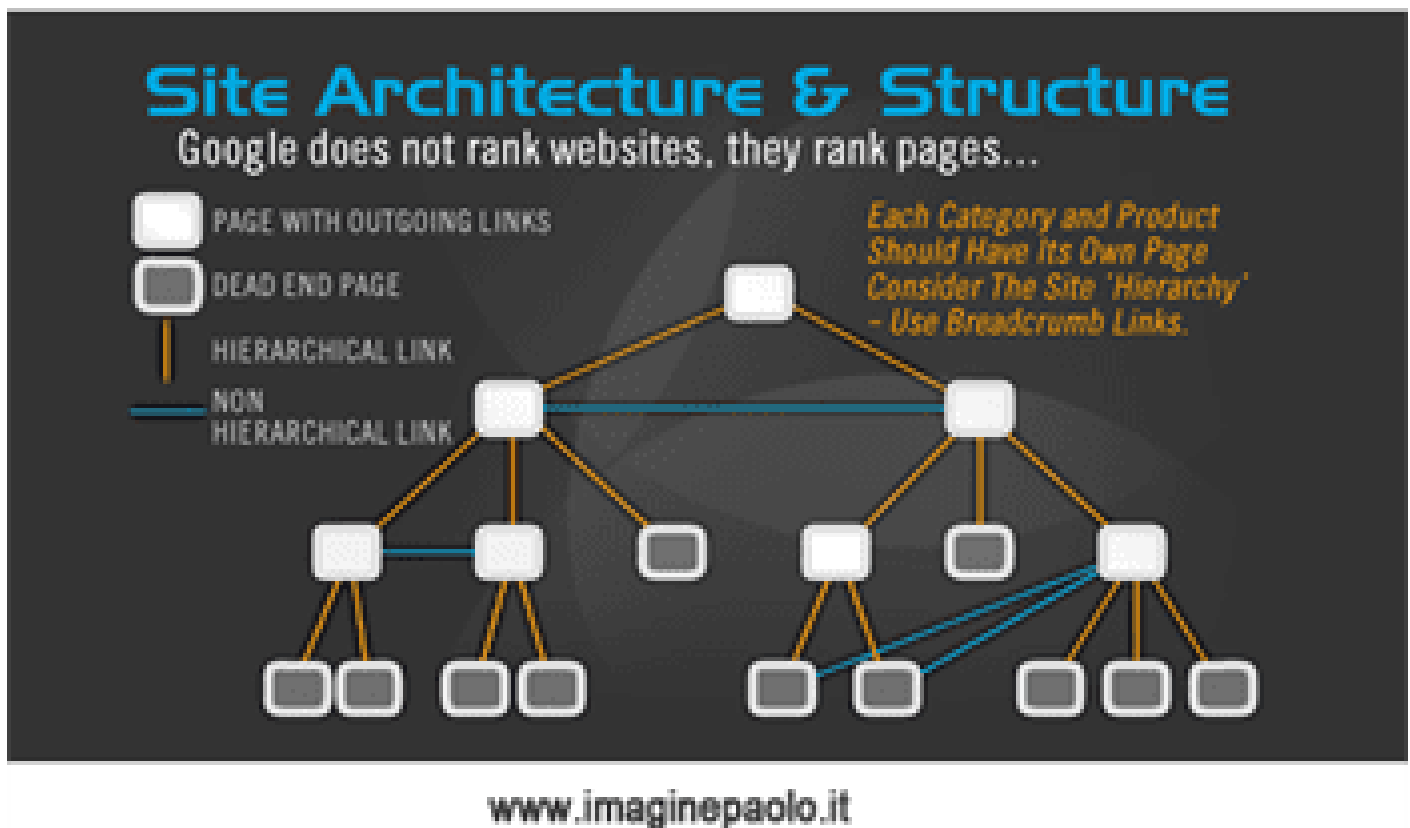 Site Architecture & Structure
Google does not rank websites, they rank pages...
PAGE WITH OUTGOING LINKS
DEAD END PAGE
HIERARCHICAL LINK
NON
HIERARCHICAL LINK
Each Category and Product
Should Have Its Own Page
Consider The Site 'Hierarchy'
- Use Breadcrumb Links.
www.imaginepaolo.it